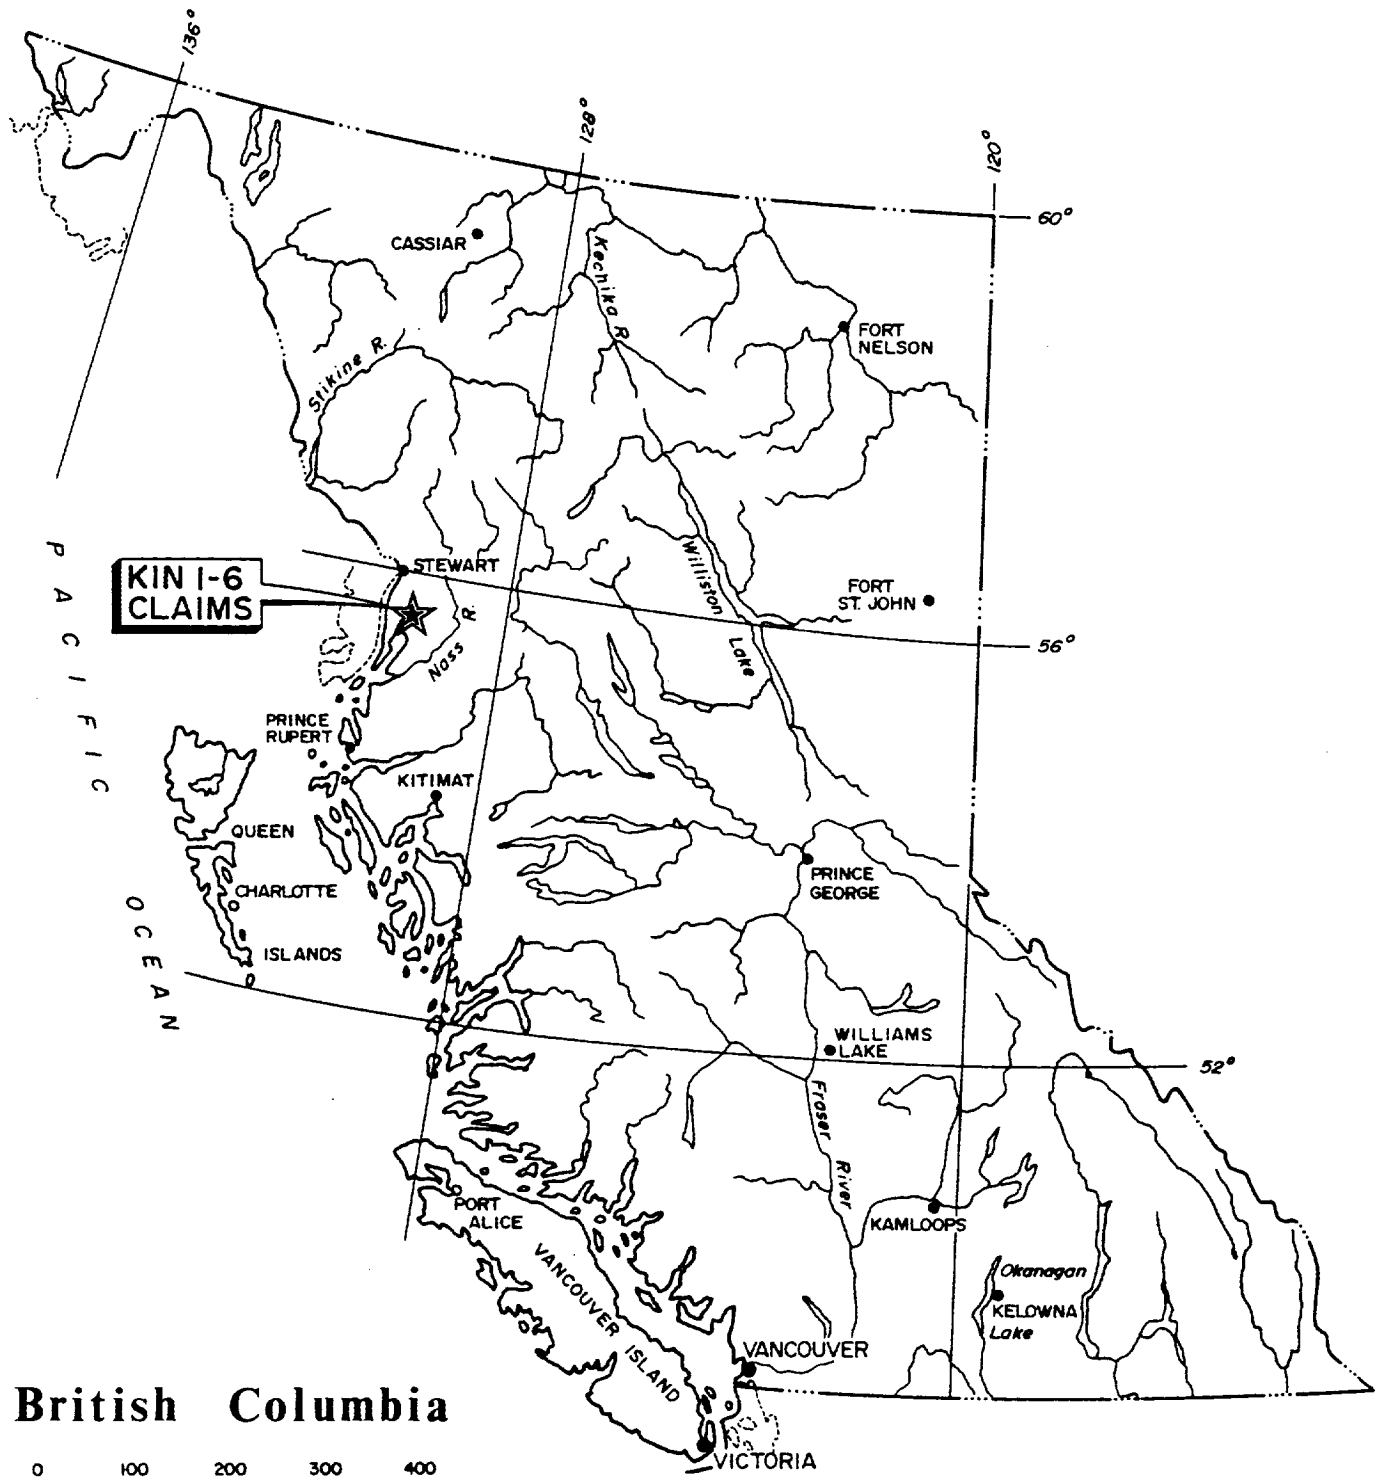 136°
128°
120°
60°
CASSIAR
Kechika R.
FORT
NELSON
Stikine R.
PACIFIC
OCEAN
KIN 1-6
CLAIMS
STEWART
Nass R.
Williston
Lake
FORT
ST. JOHN
56°
PRINCE
RUPERT
KITIMAT
QUEEN
CHARLOTTE
ISLANDS
PRINCE
GEORGE
WILLIAMS
LAKE
52°
Fraser
River
PORT
ALICE
KAMLOOPS
VANCOUVER
ISLAND
Okanagan
KELOWNA
Lake
VANCOUVER
VICTORIA
British Columbia
0 100 200 300 400